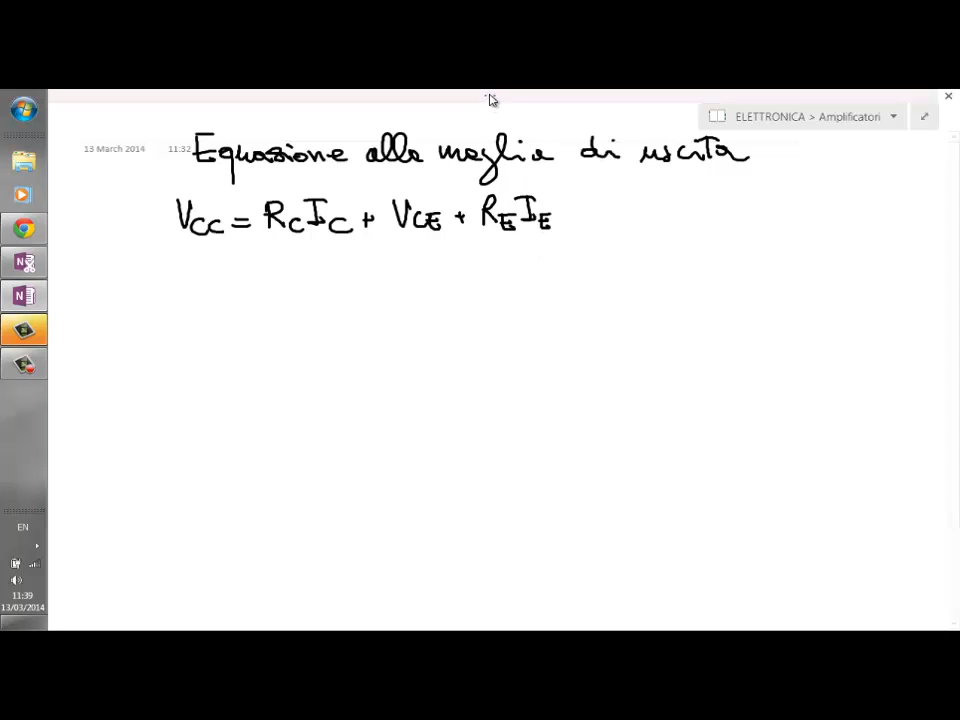 ELETTRONICA > Amplificatori
13 March 2014 11:32
Equazione alla maglia di uscita
VCC = RCIC + VCE + REIE
EN
11:39
13/03/2014